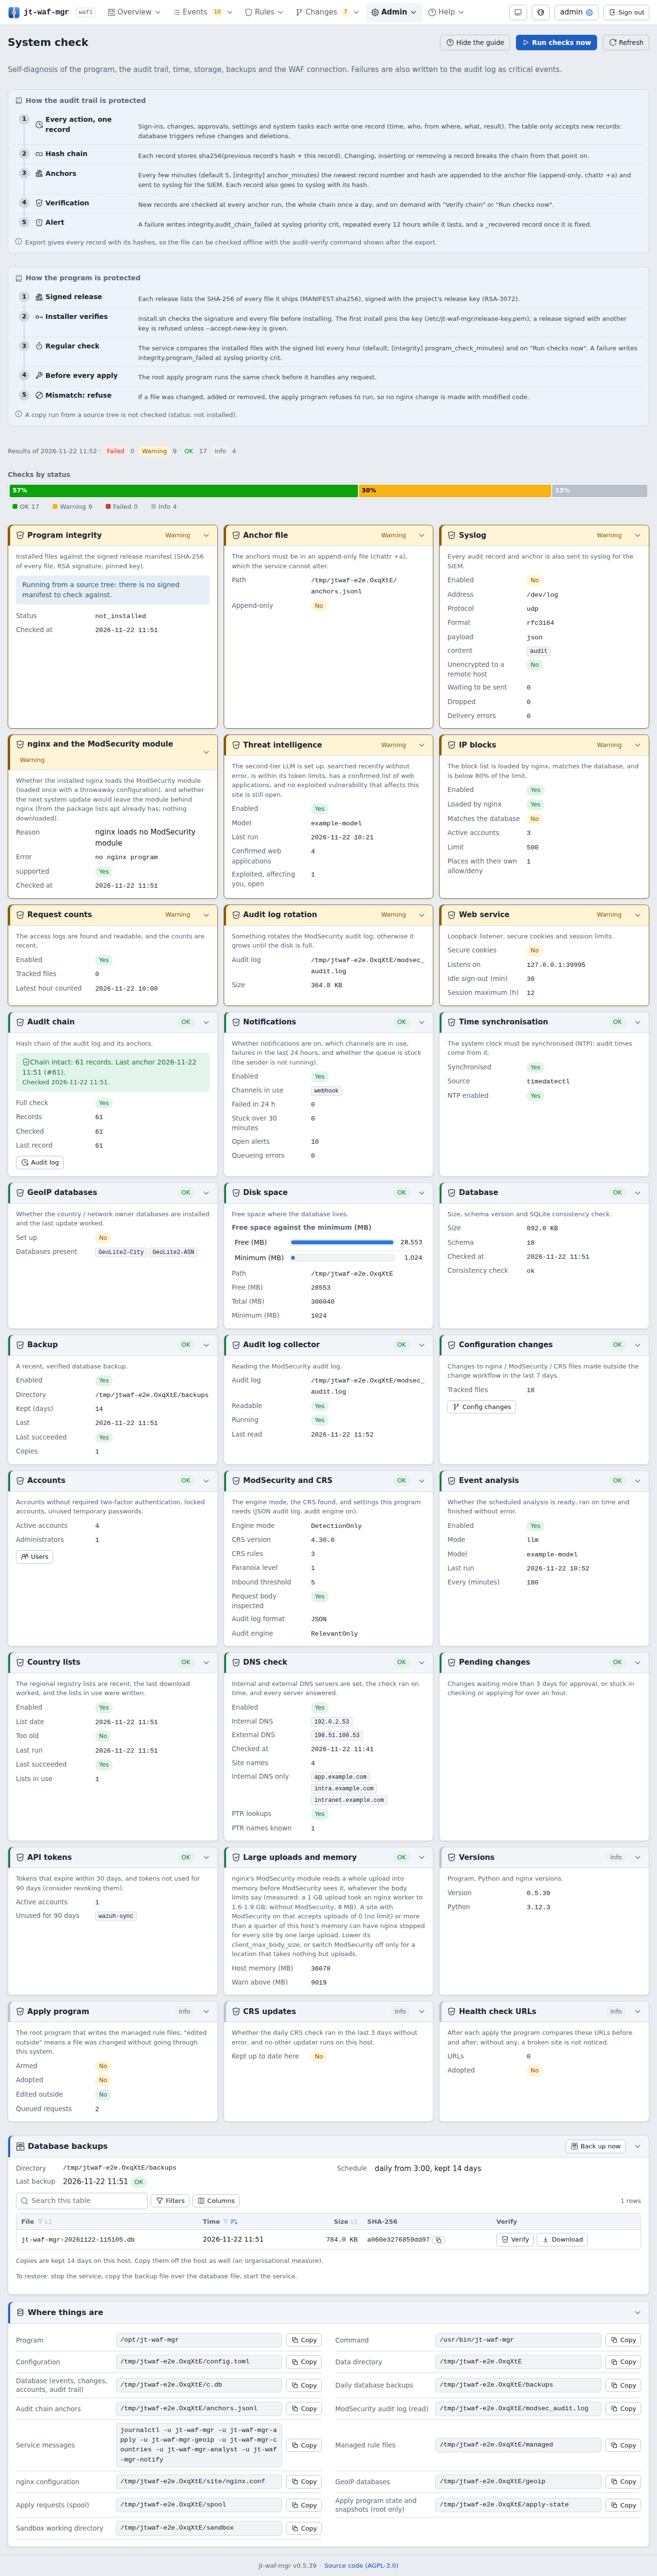 jt-waf-mgr waf1 Overview Events 10 Rules Changes 7 Admin Help admin Sign out
System check Hide the guide Run checks now Refresh
Self-diagnosis of the program, the audit trail, time, storage, backups and the WAF connection. Failures are also written to the audit log as critical events.
How the audit trail is protected
1 Every action, one record
Sign-ins, changes, approvals, settings and system tasks each write one record (time, who, from where, what, result). The table only accepts new records: database triggers refuse changes and deletions.
2 Hash chain
Each record stores sha256(previous record's hash + this record). Changing, inserting or removing a record breaks the chain from that point on.
3 Anchors
Every few minutes (default 5, [integrity] anchor_minutes) the newest record number and hash are appended to the anchor file (append-only, chattr +a) and sent to syslog for the SIEM. Each record also goes to syslog with its hash.
4 Verification
New records are checked at every anchor run, the whole chain once a day, and on demand with "Verify chain" or "Run checks now".
5 Alert
A failure writes integrity.audit_chain_failed at syslog priority crit, repeated every 12 hours while it lasts, and a _recovered record once it is fixed.
Export gives every record with its hashes, so the file can be checked offline with the audit-verify command shown after the export.
How the program is protected
1 Signed release
Each release lists the SHA-256 of every file it ships (MANIFEST.sha256), signed with the project's release key (RSA-3072).
2 Installer verifies
install.sh checks the signature and every file before installing. The first install pins the key (/etc/jt-waf-mgr/release-key.pem); a release signed with another key is refused unless --accept-new-key is given.
3 Regular check
The service compares the installed files with the signed list every hour (default; [integrity] program_check_minutes) and on "Run checks now". A failure writes integrity.program_failed at syslog priority crit.
4 Before every apply
The root apply program runs the same check before it handles any request.
5 Mismatch: refuse
If a file was changed, added or removed, the apply program refuses to run, so no nginx change is made with modified code.
A copy run from a source tree is not checked (status: not_installed).
Results of 2026-11-22 11:52 · Failed 0 Warning 9 OK 17 Info 4
Checks by status
57% 30% 13%
OK 17 Warning 9 Failed 0 Info 4
Program integrity Warning
Installed files against the signed release manifest (SHA-256 of every file, RSA signature, pinned key).
Running from a source tree: there is no signed manifest to check against.
Status not_installed
Checked at 2026-11-22 11:51
Anchor file Warning
The anchors must be in an append-only file (chattr +a), which the service cannot alter.
Path /tmp/jtwaf-e2e.OxqXtE/anchors.jsonl
Append-only No
Syslog Warning
Every audit record and anchor is also sent to syslog for the SIEM.
Enabled No
Address /dev/log
Protocol udp
Format rfc3164
payload json
content audit
Unencrypted to a remote host No
Waiting to be sent 0
Dropped 0
Delivery errors 0
nginx and the ModSecurity module Warning
Whether the installed nginx loads the ModSecurity module (loaded once with a throwaway configuration), and whether the next system update would leave the module behind nginx (from the package lists apt already has; nothing downloaded).
Reason nginx loads no ModSecurity module
Error no nginx program
supported Yes
Checked at 2026-11-22 11:51
Threat intelligence Warning
The second-tier LLM is set up, searched recently without error, is within its token limits, has a confirmed list of web applications, and no exploited vulnerability that affects this site is still open.
Enabled Yes
Model example-model
Last run 2026-11-22 10:21
Confirmed web applications 4
Exploited, affecting you, open 1
IP blocks Warning
The block list is loaded by nginx, matches the database, and is below 80% of the limit.
Enabled Yes
Loaded by nginx Yes
Matches the database No
Active accounts 3
Limit 500
Places with their own allow/deny 1
Request counts Warning
The access logs are found and readable, and the counts are recent.
Enabled Yes
Tracked files 0
Latest hour counted 2026-11-22 10:00
Audit log rotation Warning
Something rotates the ModSecurity audit log; otherwise it grows until the disk is full.
Audit log /tmp/jtwaf-e2e.OxqXtE/modsec_audit.log
Size 364.8 KB
Web service Warning
Loopback listener, secure cookies and session limits.
Secure cookies No
Listens on 127.0.0.1:39995
Idle sign-out (min) 30
Session maximum (h) 12
Audit chain OK
Hash chain of the audit log and its anchors.
Chain intact: 61 records. Last anchor 2026-11-22 11:51 (#61).
Checked 2026-11-22 11:51.
Full check Yes
Records 61
Checked 61
Last record 61
Audit log
Notifications OK
Whether notifications are on, which channels are in use, failures in the last 24 hours, and whether the queue is stuck (the sender is not running).
Enabled Yes
Channels in use webhook
Failed in 24 h 0
Stuck over 30 minutes 0
Open alerts 10
Queueing errors 0
Time synchronisation OK
The system clock must be synchronised (NTP): audit times come from it.
Synchronised Yes
Source timedatectl
NTP enabled Yes
GeoIP databases OK
Whether the country / network owner databases are installed and the last update worked.
Set up No
Databases present GeoLite2-City GeoLite2-ASN
Disk space OK
Free space where the database lives.
Free space against the minimum (MB)
Free (MB) 28,553
Minimum (MB) 1,024
Path /tmp/jtwaf-e2e.OxqXtE
Free (MB) 28553
Total (MB) 300040
Minimum (MB) 1024
Database OK
Size, schema version and SQLite consistency check.
Size 892.0 KB
Schema 18
Checked at 2026-11-22 11:51
Consistency check ok
Backup OK
A recent, verified database backup.
Enabled Yes
Directory /tmp/jtwaf-e2e.OxqXtE/backups
Kept (days) 14
Last 2026-11-22 11:51
Last succeeded Yes
Copies 1
Audit log collector OK
Reading the ModSecurity audit log.
Audit log /tmp/jtwaf-e2e.OxqXtE/modsec_audit.log
Readable Yes
Running Yes
Last read 2026-11-22 11:52
Configuration changes OK
Changes to nginx / ModSecurity / CRS files made outside the change workflow in the last 7 days.
Tracked files 18
Config changes
Accounts OK
Accounts without required two-factor authentication, locked accounts, unused temporary passwords.
Active accounts 4
Administrators 1
Users
ModSecurity and CRS OK
The engine mode, the CRS found, and settings this program needs (JSON audit log, audit engine on).
Engine mode DetectionOnly
CRS version 4.30.0
CRS rules 3
Paranoia level 1
Inbound threshold 5
Request body inspected Yes
Audit log format JSON
Audit engine RelevantOnly
Event analysis OK
Whether the scheduled analysis is ready, ran on time and finished without error.
Enabled Yes
Mode llm
Model example-model
Last run 2026-11-22 10:52
Every (minutes) 180
Country lists OK
The regional registry lists are recent, the last download worked, and the lists in use were written.
Enabled Yes
List date 2026-11-22 11:51
Too old No
Last run 2026-11-22 11:51
Last succeeded Yes
Lists in use 1
DNS check OK
Internal and external DNS servers are set, the check ran on time, and every server answered.
Enabled Yes
Internal DNS 192.0.2.53
External DNS 198.51.100.53
Checked at 2026-11-22 11:41
Site names 4
Internal DNS only app.example.com intra.example.com intranet.example.com
PTR lookups Yes
PTR names known 1
Pending changes OK
Changes waiting more than 3 days for approval, or stuck in checking or applying for over an hour.
API tokens OK
Tokens that expire within 30 days, and tokens not used for 90 days (consider revoking them).
Active accounts 1
Unused for 90 days wazuh-sync
Large uploads and memory OK
nginx's ModSecurity module reads a whole upload into memory before ModSecurity sees it, whatever the body limits say (measured: a 1 GB upload took an nginx worker to 1.6-1.9 GB; without ModSecurity, 8 MB). A site with ModSecurity on that accepts uploads of 0 (no limit) or more than a quarter of this host's memory can have nginx stopped for every site by one large upload. Lower its client_max_body_size, or switch ModSecurity off only for a location that takes nothing but uploads.
Host memory (MB) 36078
Warn above (MB) 9019
Versions Info
Program, Python and nginx versions.
Version 0.5.39
Python 3.12.3
Apply program Info
The root program that writes the managed rule files; "edited outside" means a file was changed without going through this system.
Armed No
Adopted No
Edited outside No
Queued requests 2
CRS updates Info
Whether the daily CRS check ran in the last 3 days without error, and no other updater runs on this host.
Kept up to date here No
Health check URLs Info
After each apply the program compares these URLs before and after; without any, a broken site is not noticed.
URLs 0
Adopted No
Database backups Back up now
Directory /tmp/jtwaf-e2e.OxqXtE/backups Schedule daily from 3:00, kept 14 days
Last backup 2026-11-22 11:51 OK
Search this table Filters Columns 1 rows
File Time Size SHA-256 Verify
jt-waf-mgr-20261122-115105.db 2026-11-22 11:51 784.0 KB a060e3276859dd97 Verify Download
Copies are kept 14 days on this host. Copy them off the host as well (an organisational measure).
To restore: stop the service, copy the backup file over the database file, start the service.
Where things are
Program /opt/jt-waf-mgr Copy Command /usr/bin/jt-waf-mgr Copy
Configuration /tmp/jtwaf-e2e.OxqXtE/config.toml Copy Data directory /tmp/jtwaf-e2e.OxqXtE Copy
Database (events, changes, accounts, audit trail) /tmp/jtwaf-e2e.OxqXtE/c.db Copy Daily database backups /tmp/jtwaf-e2e.OxqXtE/backups Copy
Audit chain anchors /tmp/jtwaf-e2e.OxqXtE/anchors.jsonl Copy ModSecurity audit log (read) /tmp/jtwaf-e2e.OxqXtE/modsec_audit.log Copy
Service messages journalctl -u jt-waf-mgr -u jt-waf-mgr-apply -u jt-waf-mgr-geoip -u jt-waf-mgr-countries -u jt-waf-mgr-analyst -u jt-waf-mgr-notify Copy Managed rule files /tmp/jtwaf-e2e.OxqXtE/managed Copy
nginx configuration /tmp/jtwaf-e2e.OxqXtE/site/nginx.conf Copy GeoIP databases /tmp/jtwaf-e2e.OxqXtE/geoip Copy
Apply requests (spool) /tmp/jtwaf-e2e.OxqXtE/spool Copy Apply program state and snapshots (root only) /tmp/jtwaf-e2e.OxqXtE/apply-state Copy
Sandbox working directory /tmp/jtwaf-e2e.OxqXtE/sandbox Copy
jt-waf-mgr v0.5.39 · Source code (AGPL-3.0)